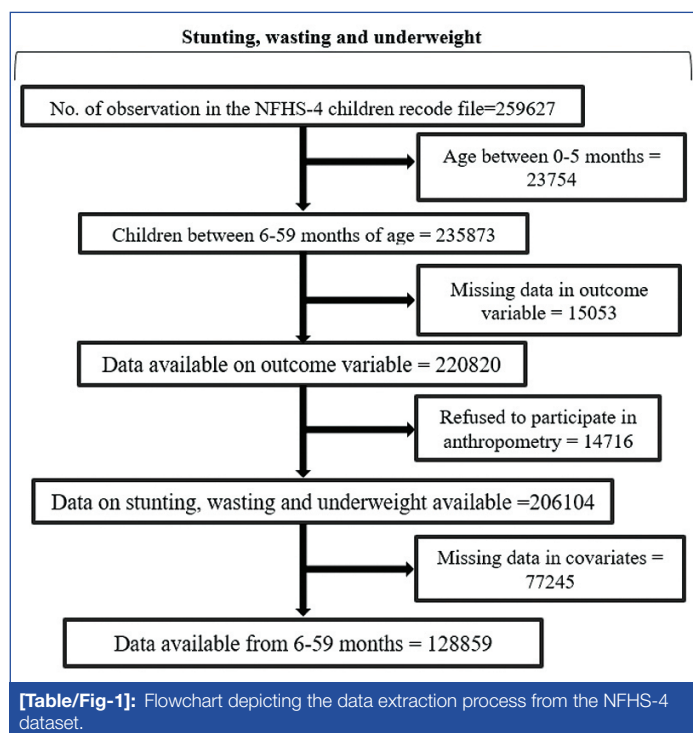 Stunting, wasting and underweight
No. of observation in the NFHS-4 children recode file=259627
Age between 0-5 months =
23754
Children between 6-59 months of age = 235873
Missing data in outcome
variable = 15053
Data available on outcome variable = 220820
Refused to participate in
anthropometry = 14716
Data on stunting, wasting and underweight available =206104
Missing data in covariates =
77245
Data available from 6-59 months = 128859
[Table/Fig-1]: Flowchart depicting the data extraction process from the NFHS-4
dataset.